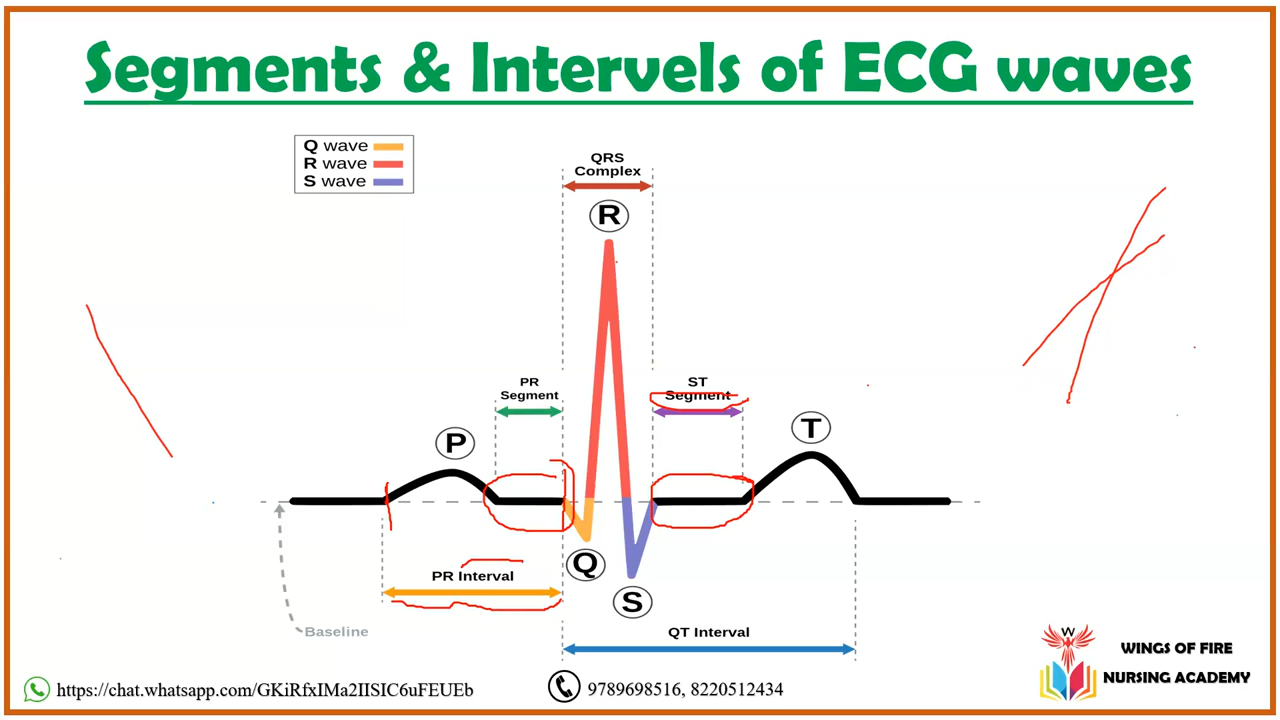 Segments & Intervels of ECG waves
Q wave
R wave
S wave
QRS
Complex
R
PR
Segment
ST
Segment
P
T
Q
PR Interval
S
Baseline
QT Interval
W
WINGS OF FIRE
NURSING ACADEMY
https://chat.whatsapp.com/GKiRfxIMa2IISIC6uFEUEb
9789698516, 8220512434